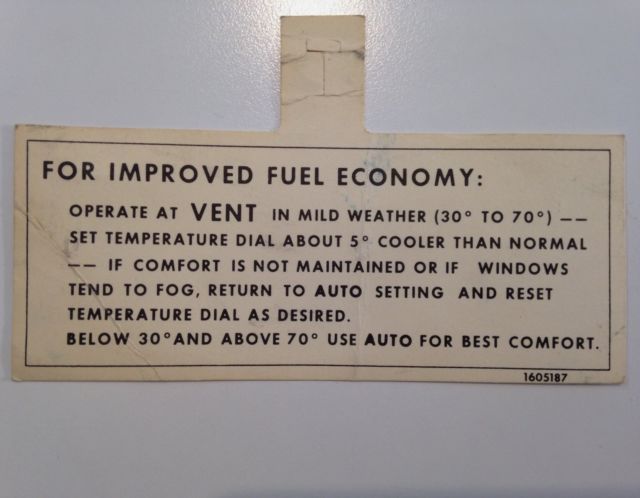 FOR IMPROVED FUEL ECONOMY:
OPERATE AT VENT IN MILD WEATHER (30° TO 70°) --
SET TEMPERATURE DIAL ABOUT 5° COOLER THAN NORMAL
-- IF COMFORT IS NOT MAINTAINED OR IF WINDOWS
TEND TO FOG, RETURN TO AUTO SETTING AND RESET
TEMPERATURE DIAL AS DESIRED.
BELOW 30° AND ABOVE 70° USE AUTO FOR BEST COMFORT.
1605187